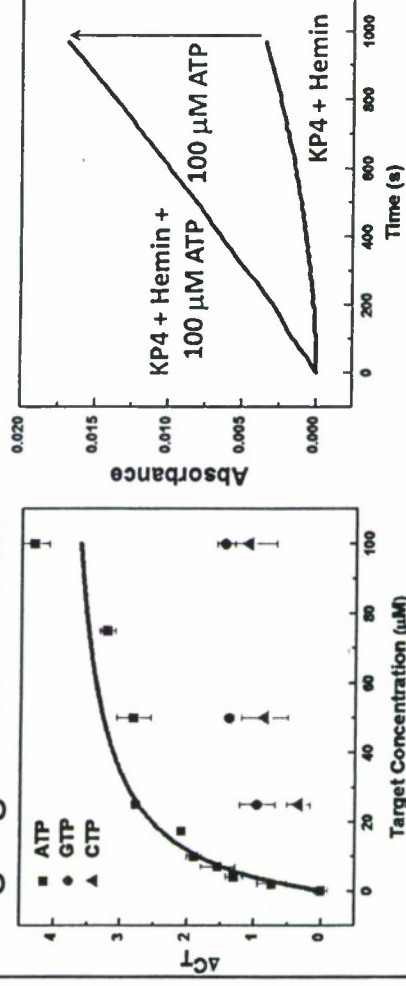 4
3
2
1
0
ΔCT
ATP
GTP
CTP
0 20 40 60 80 100
Target Concentration (μM)
0.020
0.015
0.010
0.005
0.000
Absorbance
KP4 + Hemin +
100 μM ATP
100 μM ATP
KP4 + Hemin
0 200 400 600 800 1000
Time (s)